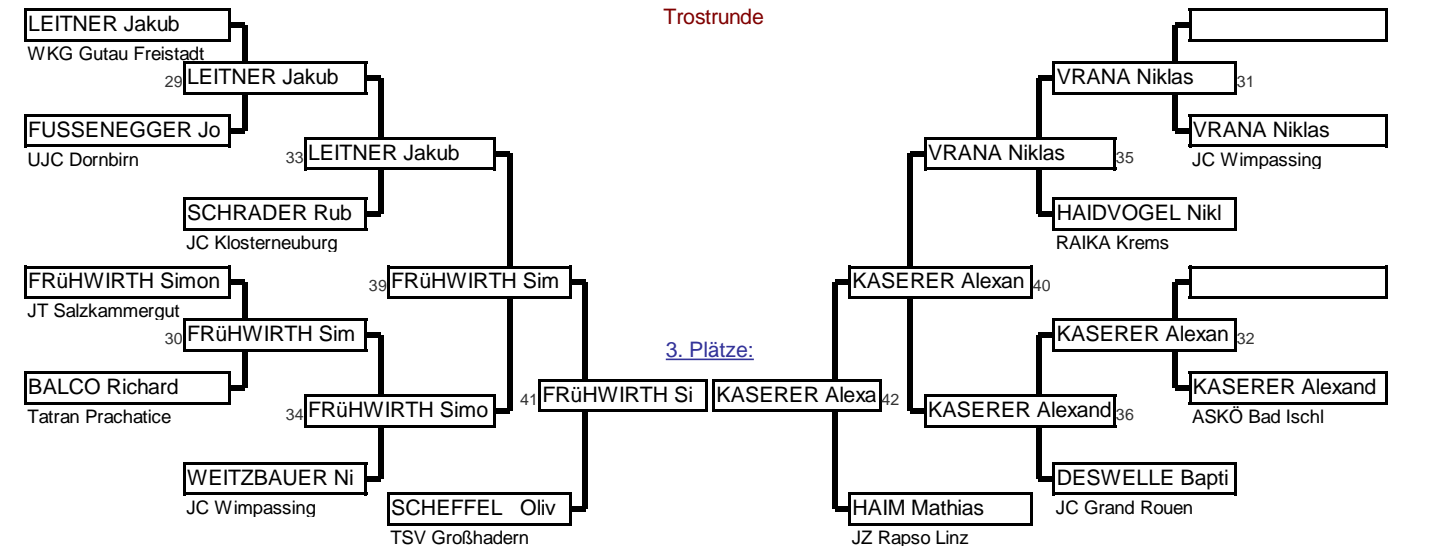 Trostrunde
LEITNER Jakub
WKG Gutau Freistadt
29
LEITNER Jakub
FUSSENEGGER Jo
UJC Dornbirn
33
LEITNER Jakub
SCHRADER Rub
JC Klosterneuburg
FRüHWIRTH Simon
JT Salzkammergut
39
FRüHWIRTH Sim
30
FRüHWIRTH Sim
BALCO Richard
Tatran Prachatice
34
FRüHWIRTH Simo
41
FRüHWIRTH Si
WEITZBAUER Ni
JC Wimpassing
SCHEFFEL Oliv
TSV Großhadern
3. Plätze:
VRANA Niklas
31
VRANA Niklas
JC Wimpassing
VRANA Niklas
35
HAIDVOGEL Nikl
RAIKA Krems
KASERER Alexan
40
KASERER Alexan
32
KASERER Alexand
ASKÖ Bad Ischl
KASERER Alexa
42
KASERER Alexand
36
DESWELLE Bapti
JC Grand Rouen
HAIM Mathias
JZ Rapso Linz